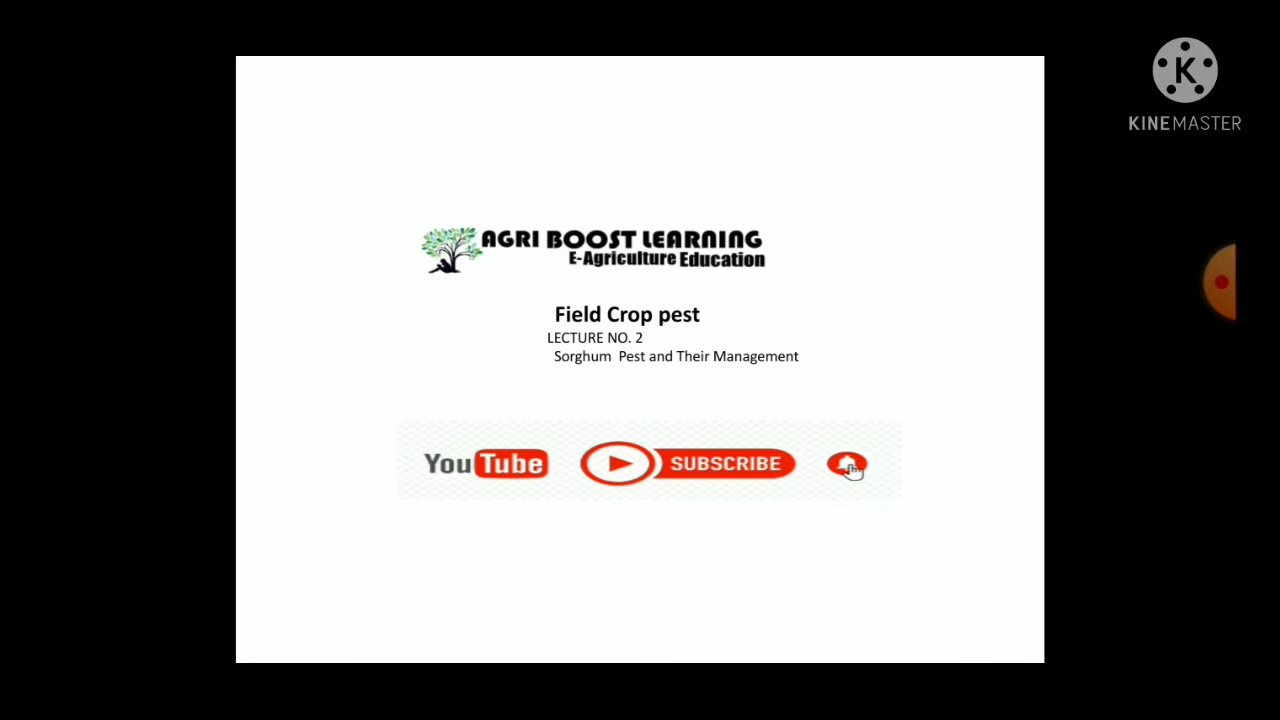 KINEMASTER
AGRI BOOST LEARNING
E-Agriculture Education
Field Crop pest
LECTURE NO. 2
Sorghum Pest and Their Management
YouTube SUBSCRIBE